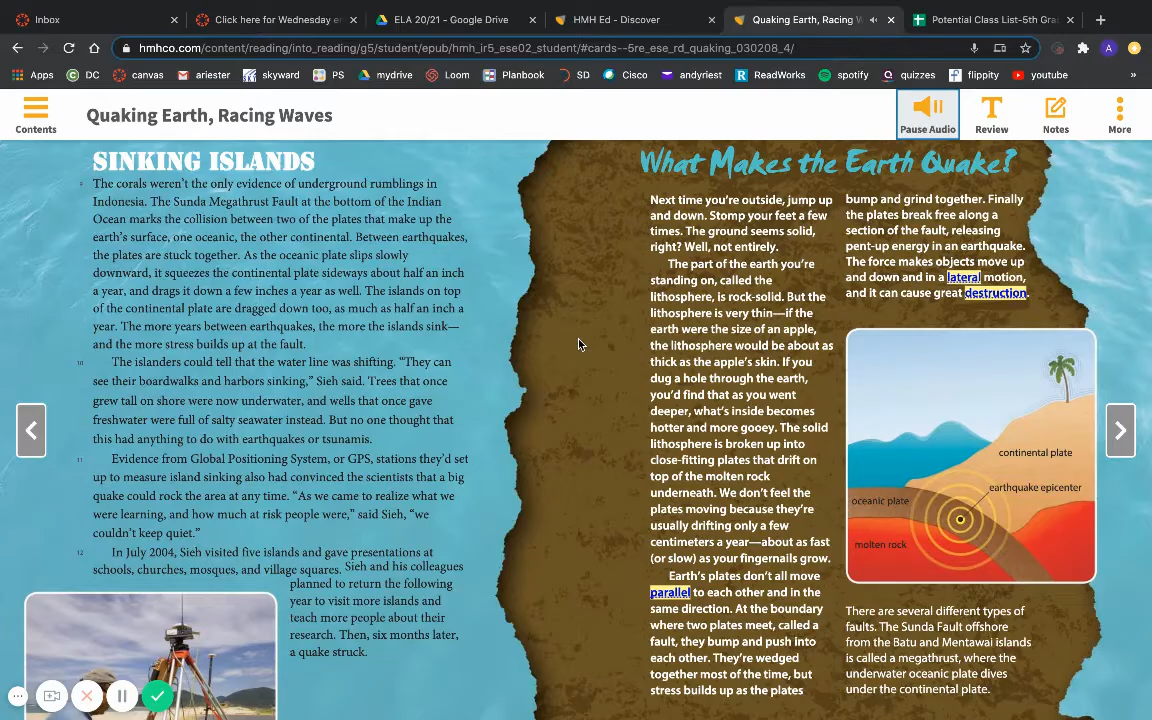 Inbox
Click here for Wednesday er
ELA 20/21 - Google Drive
HMH Ed - Discover
Quaking Earth, Racing W
Potential Class List-5th Gra
hmhco.com/content/reading/into_reading/g5/student/epub/hmh_ir5_ese02_student/#cards--5re_ese_rd_quaking_030208_4/
A
Apps
DC
canvas
ariester
skyward
PS
mydrive
Loom
Planbook
SD
Cisco
andyriest
ReadWorks
spotify
quizzes
flippity
youtube
»
Contents
Quaking Earth, Racing Waves
Pause Audio
Review
Notes
More
SINKING ISLANDS
9 The corals weren't the only evidence of underground rumblings in
Indonesia. The Sunda Megathrust Fault at the bottom of the Indian
Ocean marks the collision between two of the plates that make up the
earth's surface, one oceanic, the other continental. Between earthquakes,
the plates are stuck together. As the oceanic plate slips slowly
downward, it squeezes the continental plate sideways about half an inch
a year, and drags it down a few inches a year as well. The islands on top
of the continental plate are dragged down too, as much as half an inch a
year. The more years between earthquakes, the more the islands sink—
and the more stress builds up at the fault.
10 The islanders could tell that the water line was shifting. “They can
see their boardwalks and harbors sinking,” Sieh said. Trees that once
grew tall on shore were now underwater, and wells that once gave
freshwater were full of salty seawater instead. But no one thought that
this had anything to do with earthquakes or tsunamis.
11 Evidence from Global Positioning System, or GPS, stations they'd set
up to measure island sinking also had convinced the scientists that a big
quake could rock the area at any time. “As we came to realize what we
were learning, and how much at risk people were,” said Sieh, “we
couldn't keep quiet.”
12 In July 2004, Sieh visited five islands and gave presentations at
schools, churches, mosques, and village squares. Sieh and his colleagues
planned to return the following
year to visit more islands and
teach more people about their
research. Then, six months later,
a quake struck.
What Makes the Earth Quake?
Next time you're outside, jump up
and down. Stomp your feet a few
times. The ground seems solid,
right? Well, not entirely.
The part of the earth you're
standing on, called the
lithosphere, is rock-solid. But the
lithosphere is very thin—if the
earth were the size of an apple,
the lithosphere would be about as
thick as the apple's skin. If you
dug a hole through the earth,
you'd find that as you went
deeper, what's inside becomes
hotter and more gooey. The solid
lithosphere is broken up into
close-fitting plates that drift on
top of the molten rock
underneath. We don't feel the
plates moving because they're
usually drifting only a few
centimeters a year—about as fast
(or slow) as your fingernails grow.
Earth's plates don't all move
parallel to each other and in the
same direction. At the boundary
where two plates meet, called a
fault, they bump and push into
each other. They're wedged
together most of the time, but
stress builds up as the plates
bump and grind together. Finally
the plates break free along a
section of the fault, releasing
pent-up energy in an earthquake.
The force makes objects move up
and down and in a lateral motion,
and it can cause great destruction.
continental plate
earthquake epicenter
oceanic plate
molten rock
There are several different types of
faults. The Sunda Fault offshore
from the Batu and Mentawai islands
is called a megathrust, where the
underwater oceanic plate dives
under the continental plate.